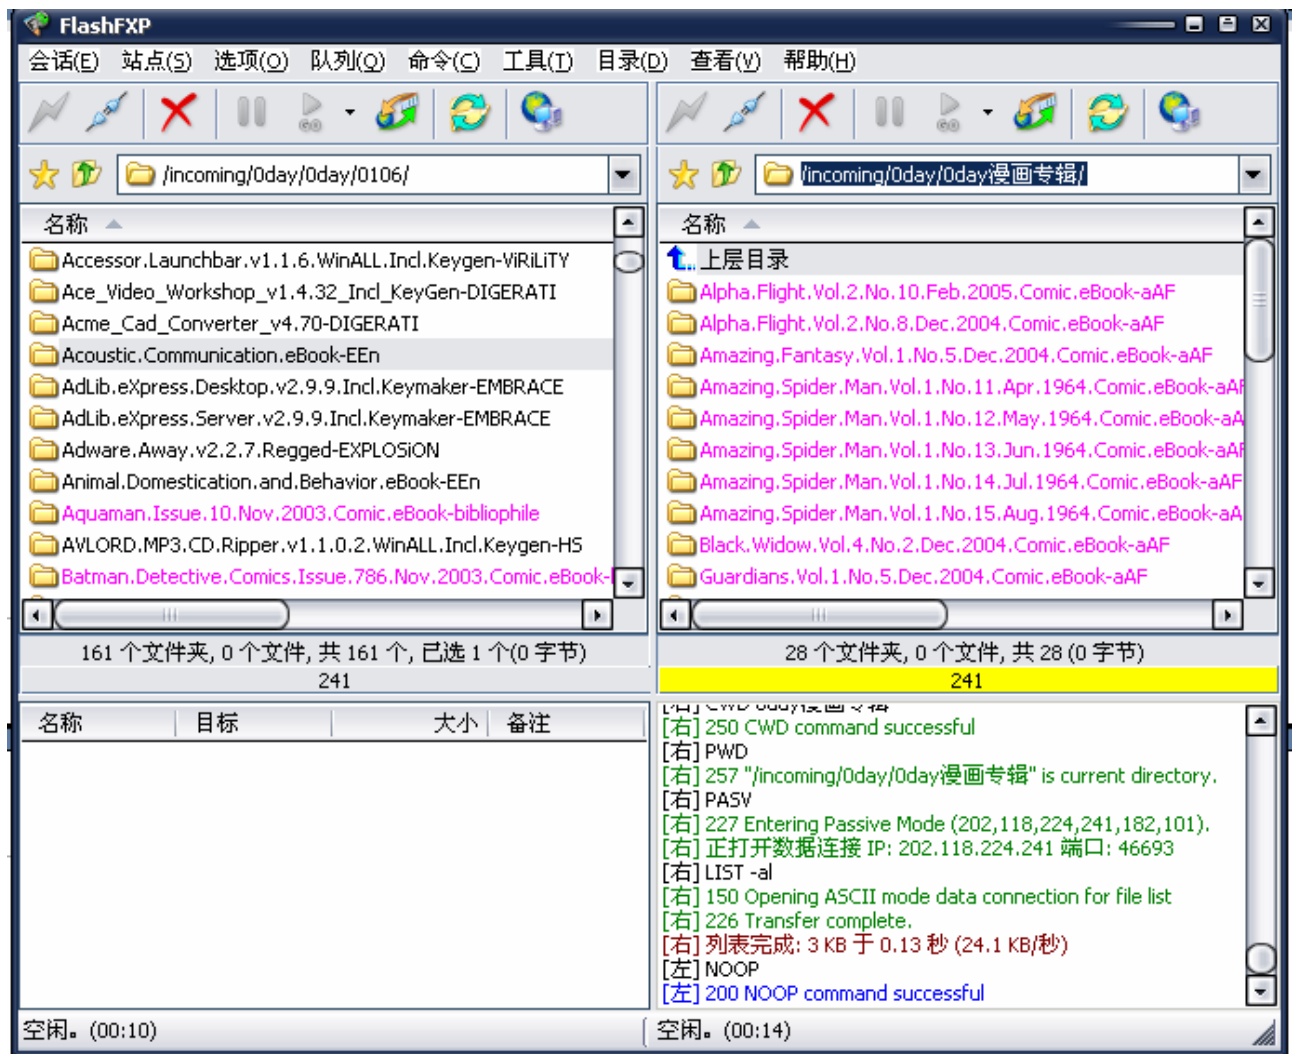 FlashFXP
会话(E) 站点(S) 选项(O) 队列(Q) 命令(C) 工具(T) 目录(D) 查看(V) 帮助(H)
/incoming/0day/0day/0106/
名称
Accessor.Launchbar.v1.1.6.WinALL.Incl.Keygen-ViRiLiTY
Ace_Video_Workshop_v1.4.32_Incl_KeyGen-DIGERATI
Acme_Cad_Converter_v4.70-DIGERATI
Acoustic.Communication.eBook-EEn
AdLib.eXpress.Desktop.v2.9.9.Incl.Keymaker-EMBRACE
AdLib.eXpress.Server.v2.9.9.Incl.Keymaker-EMBRACE
Adware.Away.v2.2.7.Regged-EXPLOSiON
Animal.Domestication.and.Behavior.eBook-EEn
Aquaman.Issue.10.Nov.2003.Comic.eBook-bibliophile
AVLORD.MP3.CD.Ripper.v1.1.0.2.WinALL.Incl.Keygen-HS
Batman.Detective.Comics.Issue.786.Nov.2003.Comic.eBook-
161 个文件夹, 0 个文件, 共 161 个, 已选 1 个(0 字节)
241
/incoming/0day/0day漫画专辑/
名称
上层目录
Alpha.Flight.Vol.2.No.10.Feb.2005.Comic.eBook-aAF
Alpha.Flight.Vol.2.No.8.Dec.2004.Comic.eBook-aAF
Amazing.Fantasy.Vol.1.No.5.Dec.2004.Comic.eBook-aAF
Amazing.Spider.Man.Vol.1.No.11.Apr.1964.Comic.eBook-aAF
Amazing.Spider.Man.Vol.1.No.12.May.1964.Comic.eBook-aA
Amazing.Spider.Man.Vol.1.No.13.Jun.1964.Comic.eBook-aAF
Amazing.Spider.Man.Vol.1.No.14.Jul.1964.Comic.eBook-aAF
Amazing.Spider.Man.Vol.1.No.15.Aug.1964.Comic.eBook-aA
Black.Widow.Vol.4.No.2.Dec.2004.Comic.eBook-aAF
Guardians.Vol.1.No.5.Dec.2004.Comic.eBook-aAF
28 个文件夹, 0 个文件, 共 28 (0 字节)
241
名称 目标 大小 备注
[右] CWD 0day漫画专辑
[右] 250 CWD command successful
[右] PWD
[右] 257 "/incoming/0day/0day漫画专辑" is current directory.
[右] PASV
[右] 227 Entering Passive Mode (202,118,224,241,182,101).
[右] 正打开数据连接 IP: 202.118.224.241 端口: 46693
[右] LIST -al
[右] 150 Opening ASCII mode data connection for file list
[右] 226 Transfer complete.
[右] 列表完成: 3 KB 于 0.13 秒 (24.1 KB/秒)
[左] NOOP
[左] 200 NOOP command successful
空闲。(00:10)
空闲。(00:14)